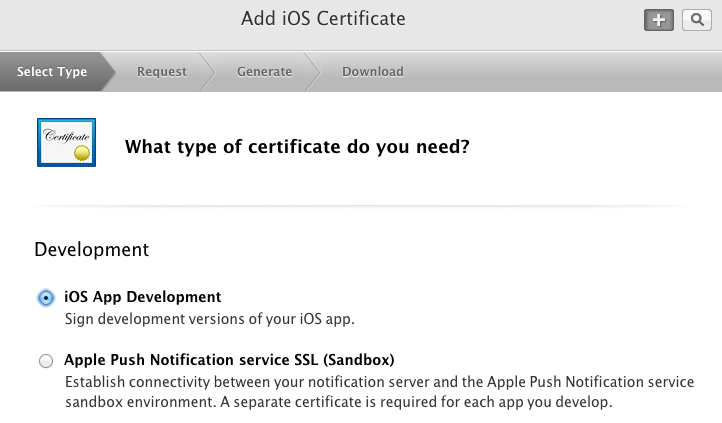 Add iOS Certificate
Select Type
Request
Generate
Download
Certificate
What type of certificate do you need?
Development
iOS App Development
Sign development versions of your iOS app.
Apple Push Notification service SSL (Sandbox)
Establish connectivity between your notification server and the Apple Push Notification service
sandbox environment. A separate certificate is required for each app you develop.